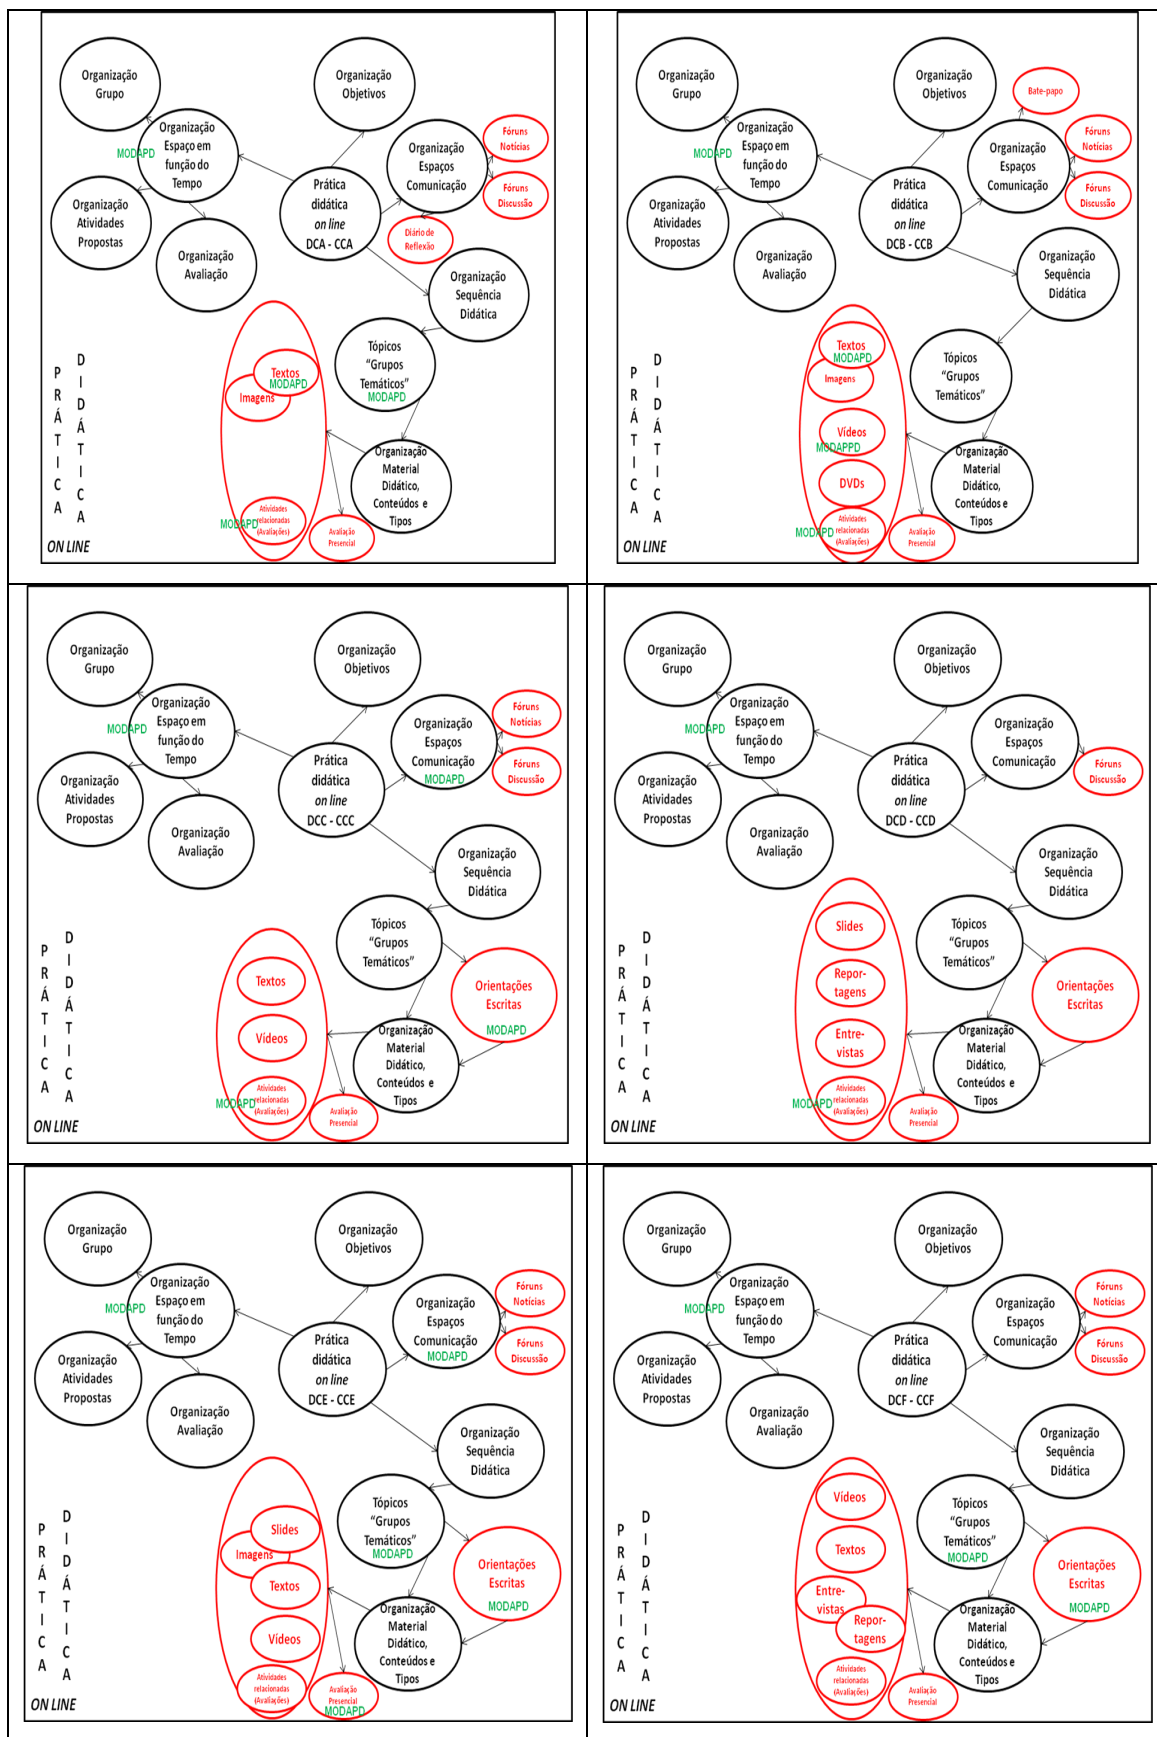 Organização
Grupo
Organização
Objetivos
Organização
Espaço em
função do
Tempo
MODAPD
Organização
Espaços
Comunicação
Fóruns
Notícias
Fóruns
Discussão
Diário de
Reflexão
Prática
didática
on line
DCA - CCA
Organização
Atividades
Propostas
Organização
Avaliação
Organização
Sequência
Didática
Tópicos
“Grupos
Temáticos”
MODAPD
Textos
MODAPD
Imagens
Organização
Material
Didático,
Conteúdos e
Tipos
Atividades
relacionadas
(Avaliações)
MODAPD
Avaliação
Presencial
PRÁTICA
DIDÁTICA
ON LINE
Organização
Grupo
Organização
Objetivos
Bate-papo
Organização
Espaço em
função do
Tempo
MODAPD
Organização
Espaços
Comunicação
Fóruns
Notícias
Fóruns
Discussão
Prática
didática
on line
DCB - CCB
Organização
Atividades
Propostas
Organização
Avaliação
Organização
Sequência
Didática
Tópicos
“Grupos
Temáticos”
Textos
MODAPD
Imagens
Vídeos
MODAPPD
DVDs
Organização
Material
Didático,
Conteúdos e
Tipos
Atividades
relacionadas
(Avaliações)
MODAPD
Avaliação
Presencial
PRÁTICA
DIDÁTICA
ON LINE
Organização
Grupo
Organização
Objetivos
Organização
Espaço em
função do
Tempo
MODAPD
Organização
Espaços
Comunicação
MODAPD
Fóruns
Notícias
Fóruns
Discussão
Prática
didática
on line
DCC - CCC
Organização
Atividades
Propostas
Organização
Avaliação
Organização
Sequência
Didática
Tópicos
“Grupos
Temáticos”
Orientações
Escritas
MODAPD
Textos
Vídeos
Organização
Material
Didático,
Conteúdos e
Tipos
Atividades
relacionadas
(Avaliações)
MODAPD
Avaliação
Presencial
PRÁTICA
DIDÁTICA
ON LINE
Organização
Grupo
Organização
Objetivos
Organização
Espaço em
função do
Tempo
MODAPD
Organização
Espaços
Comunicação
Fóruns
Discussão
Prática
didática
on line
DCD - CCD
Organização
Atividades
Propostas
Organização
Avaliação
Organização
Sequência
Didática
Tópicos
“Grupos
Temáticos”
Orientações
Escritas
Slides
Repor-
tagens
Entre-
vistas
Organização
Material
Didático,
Conteúdos e
Tipos
Atividades
relacionadas
(Avaliações)
MODAPD
Avaliação
Presencial
PRÁTICA
DIDÁTICA
ON LINE
Organização
Grupo
Organização
Objetivos
Organização
Espaço em
função do
Tempo
MODAPD
Organização
Espaços
Comunicação
MODAPD
Fóruns
Notícias
Fóruns
Discussão
Prática
didática
on line
DCE - CCE
Organização
Atividades
Propostas
Organização
Avaliação
Organização
Sequência
Didática
Tópicos
“Grupos
Temáticos”
MODAPD
Orientações
Escritas
MODAPD
Slides
Imagens
Textos
Vídeos
Organização
Material
Didático,
Conteúdos e
Tipos
Atividades
relacionadas
(Avaliações)
Avaliação
Presencial
MODAPD
PRÁTICA
DIDÁTICA
ON LINE
Organização
Grupo
Organização
Objetivos
Organização
Espaço em
função do
Tempo
MODAPD
Organização
Espaços
Comunicação
Fóruns
Notícias
Fóruns
Discussão
Prática
didática
on line
DCF - CCF
Organização
Atividades
Propostas
Organização
Avaliação
Organização
Sequência
Didática
Tópicos
“Grupos
Temáticos”
MODAPD
Orientações
Escritas
MODAPD
Vídeos
Textos
Entre-
vistas
Repor-
tagens
Organização
Material
Didático,
Conteúdos e
Tipos
Atividades
relacionadas
(Avaliações)
Avaliação
Presencial
PRÁTICA
DIDÁTICA
ON LINE